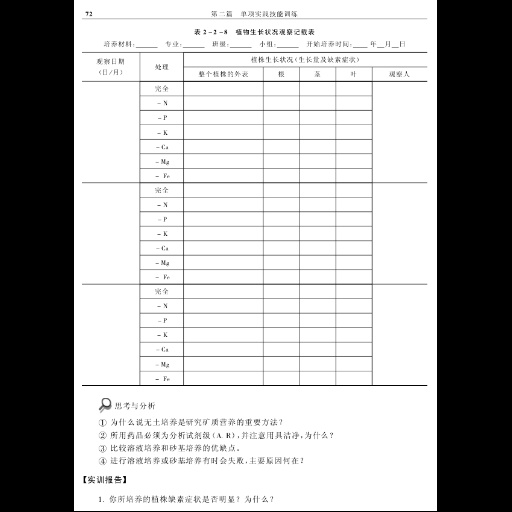 72 第二篇 单项实践技能训练
表 2-2-8 植物生长状况观察记载表
培养材料：______ 专业：______ 班级：______ 小组：______ 开始培养时间：____年__月__日
观察日期
（日/月） 处理 植株生长状况（生长量及缺素症状）
整个植株的外表 根 茎 叶 观察人
完全
－N
－P
－K
－Ca
－Mg
－Fe
完全
－N
－P
－K
－Ca
－Mg
－Fe
完全
－N
－P
－K
－Ca
－Mg
－Fe
思考与分析
① 为什么说无土培养是研究矿质营养的重要方法？
② 所用药品必须为分析试剂级（A. R），并注意用具洁净，为什么？
③ 比较溶液培养和砂基培养的优缺点。
④ 进行溶液培养或砂基培养有时会失败，主要原因何在？
【实训报告】
1. 你所培养的植株缺素症状是否明显？为什么？